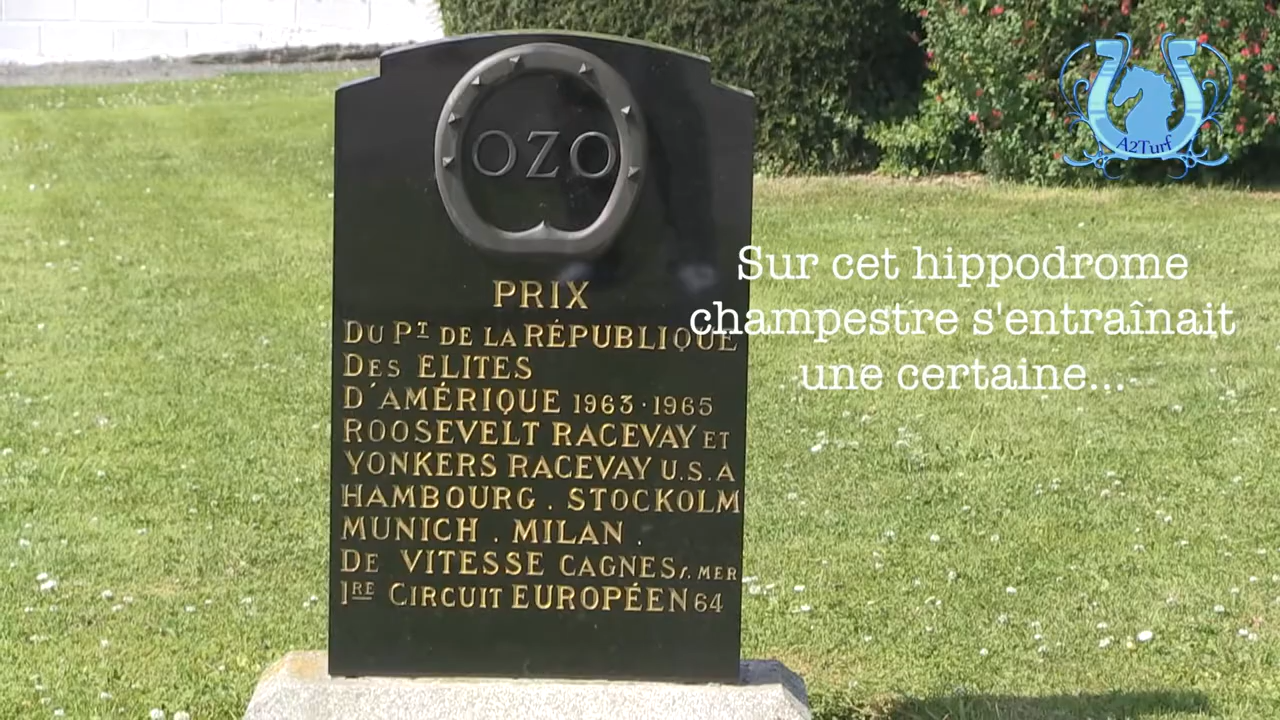 OZO
PRIX
DU PT DE LA RÉPUBLIQUE
DES ELITES
D'AMÉRIQUE 1963·1965
ROOSEVELT RACEVAY ET
YONKERS RACEVAY U.S.A
HAMBOURG . STOCKOLM
MUNICH . MILAN .
DE VITESSE CAGNES s. MER
1RE CIRCUIT EUROPÉEN 64
A2Turf
Sur cet hippodrome
champestre s'entraînait
une certaine...